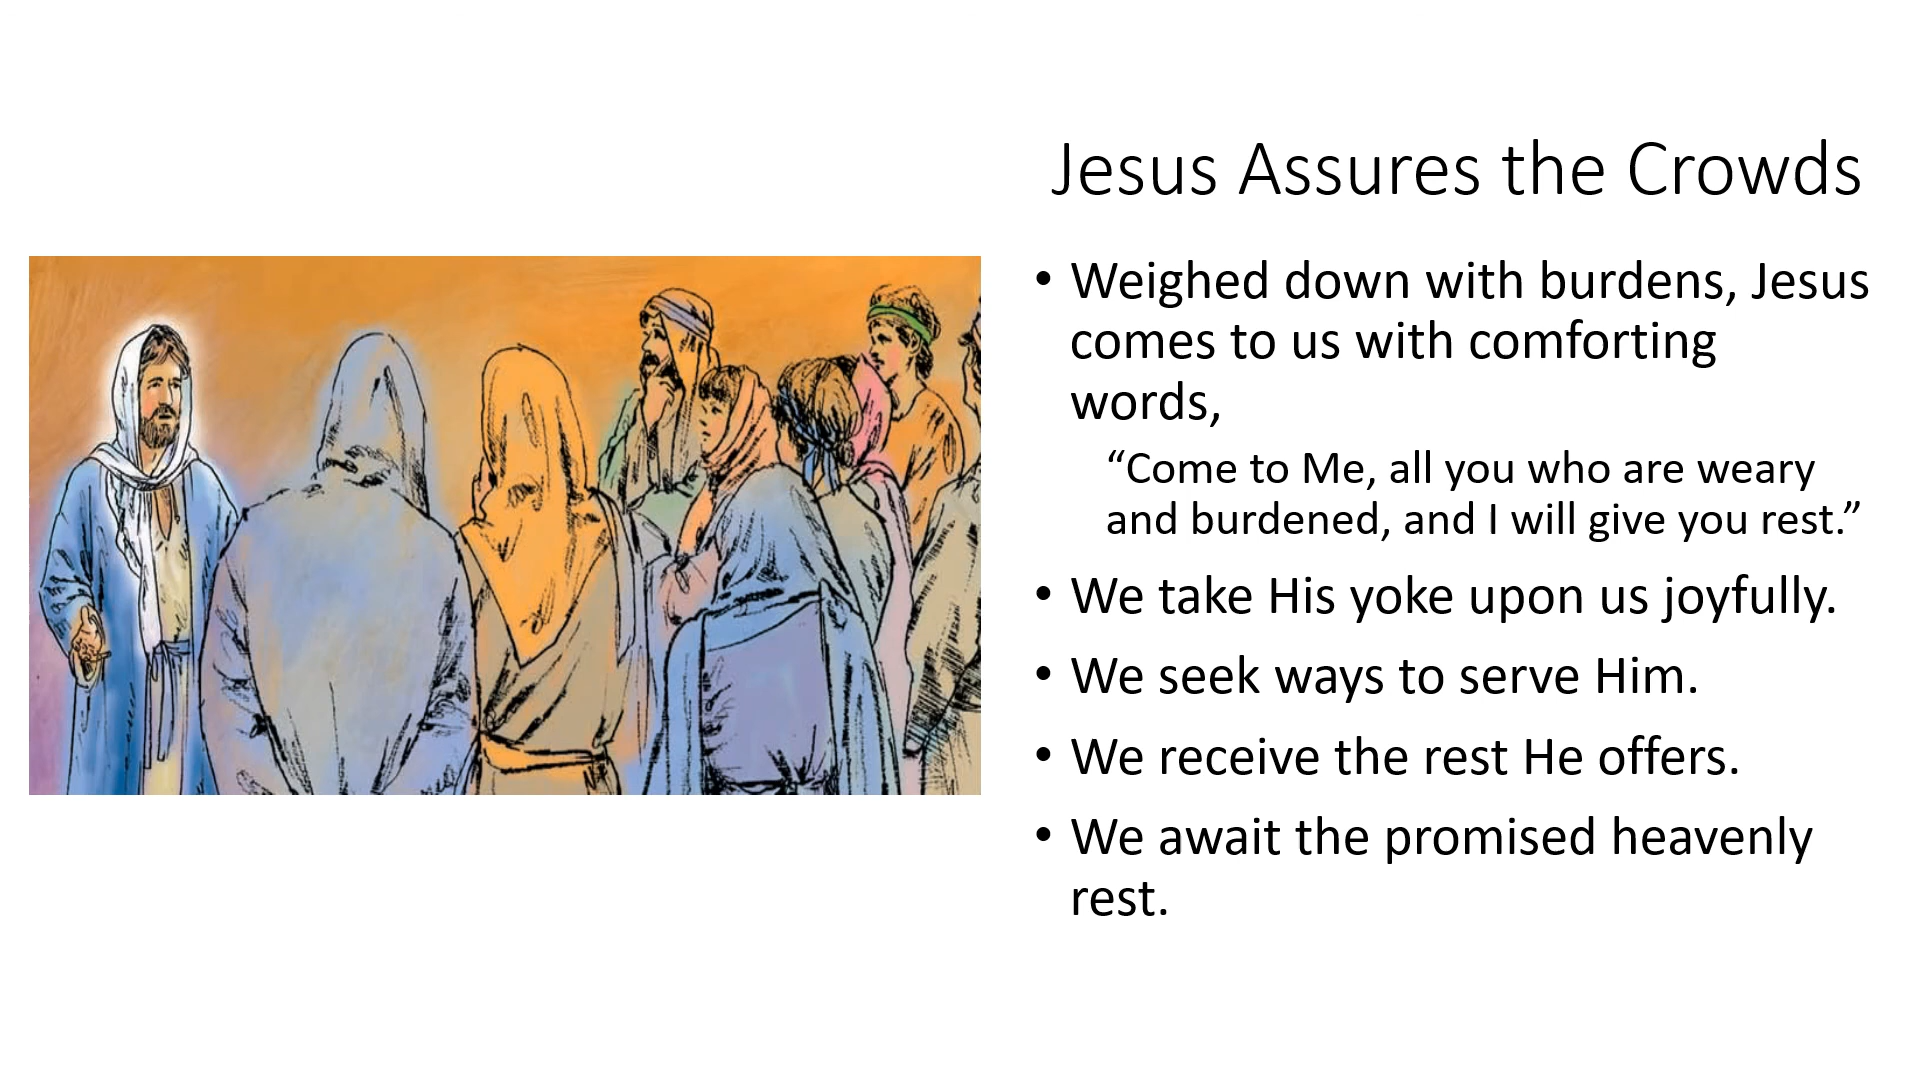 Jesus Assures the Crowds
• Weighed down with burdens, Jesus
comes to us with comforting
words,
“Come to Me, all you who are weary
and burdened, and I will give you rest.”
• We take His yoke upon us joyfully.
• We seek ways to serve Him.
• We receive the rest He offers.
• We await the promised heavenly
rest.